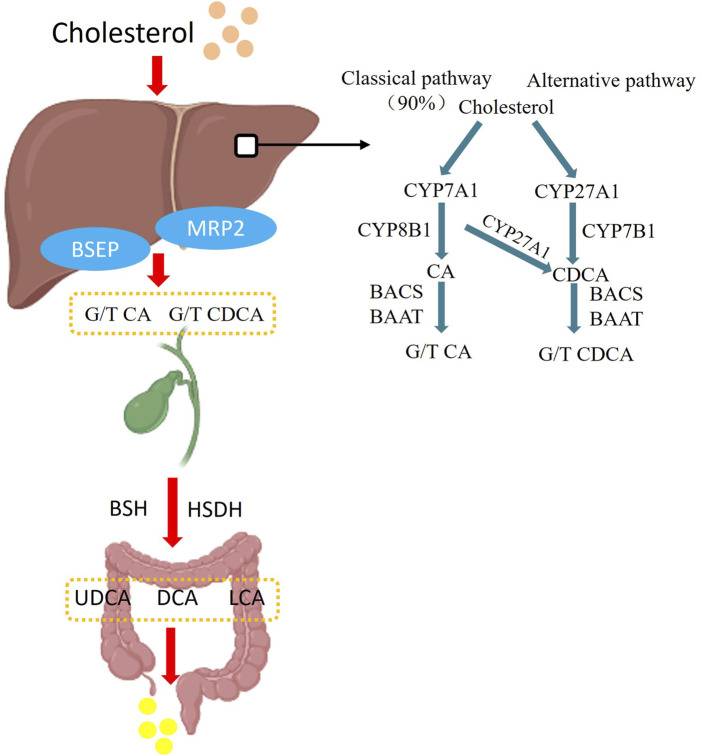 Cholesterol
MRP2
BSEP
G/T CA G/T CDCA
BSH HSDH
UDCA DCA LCA
Classical pathway
（90%）
Alternative pathway
Cholesterol
CYP7A1 CYP27A1
CYP8B1 CYP27A1 CYP7B1
CA CDCA
BACS BACS
BAAT BAAT
G/T CA G/T CDCA